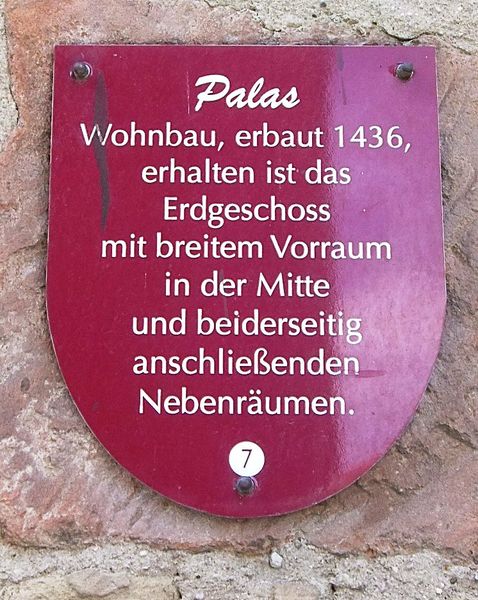 Palas
Wohnbau, erbaut 1436,
erhalten ist das
Erdgeschoss
mit breitem Vorraum
in der Mitte
und beiderseitig
anschließenden
Nebenräumen.
7